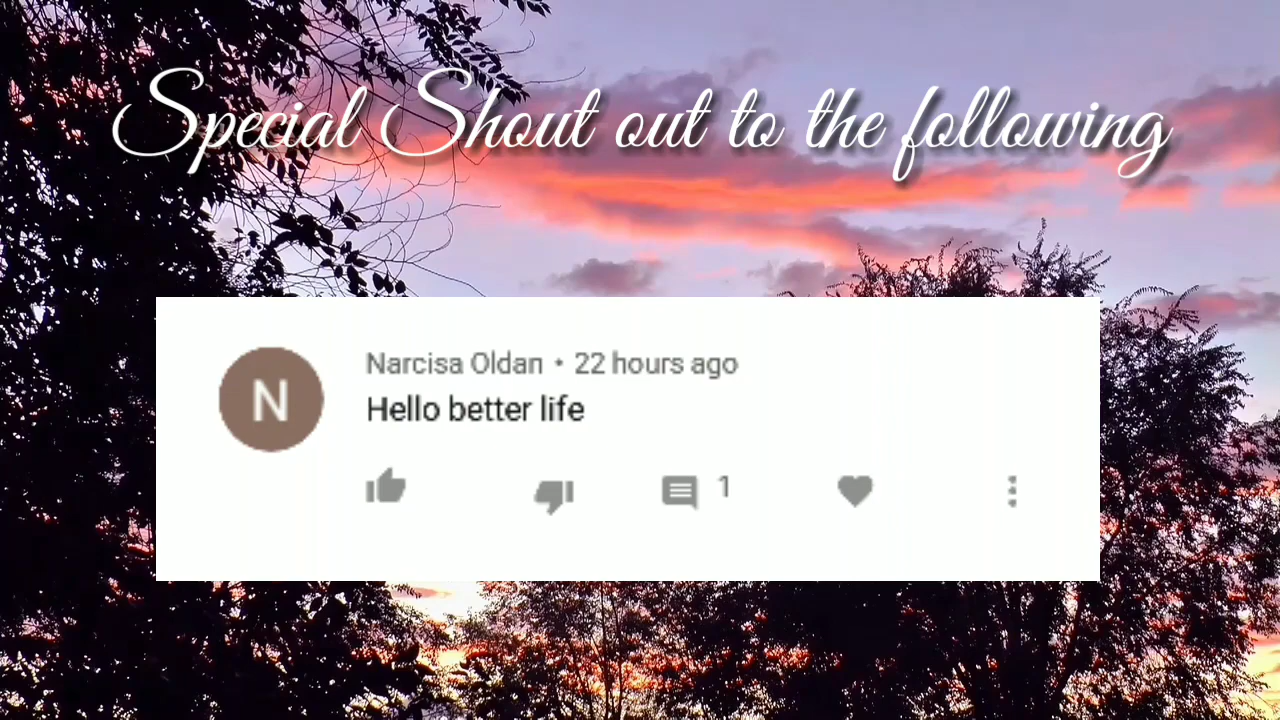 Special Shout out to the following
N
Narcisa Oldan • 22 hours ago
Hello better life
1